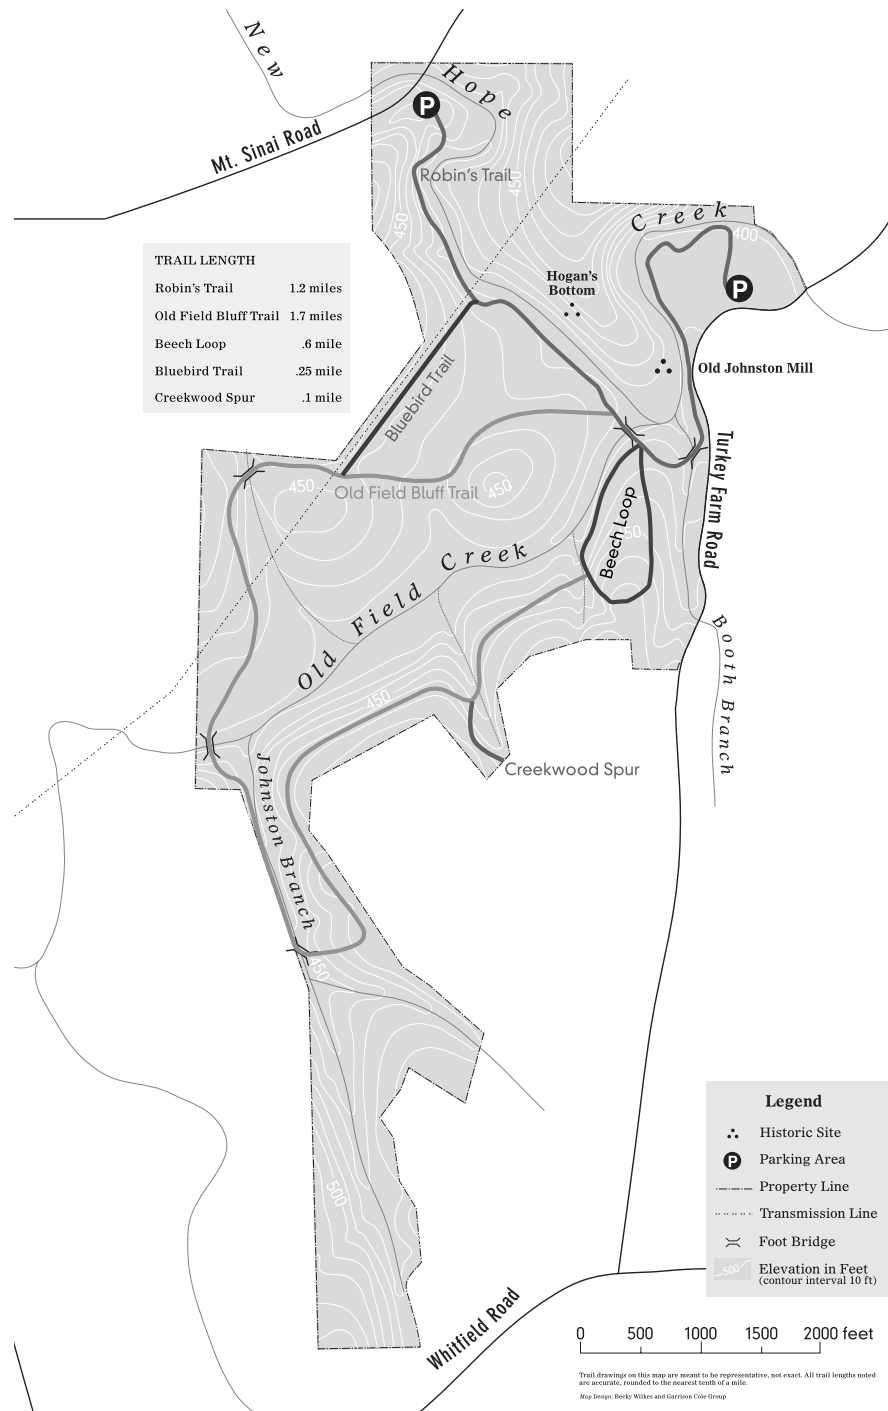 New
Hope
P
Mt. Sinai Road
Robin's Trail
450
450
Creek
400
P
Hogan's
Bottom
TRAIL LENGTH
Robin's Trail 1.2 miles
Old Field Bluff Trail 1.7 miles
Beech Loop .6 mile
Bluebird Trail .25 mile
Creekwood Spur .1 mile
Old Johnston Mill
Bluebird Trail
Turkey Farm Road
450
Old Field Bluff Trail
450
Beech Loop
50
Old Field Creek
Booth Branch
450
Johnston Branch
Creekwood Spur
450
500
Whitfield Road
Legend
Historic Site
P Parking Area
Property Line
Transmission Line
Foot Bridge
500 Elevation in Feet
(contour interval 10 ft)
0 500 1000 1500 2000 feet
Trail drawings on this map are meant to be representative, not exact. All trail lengths noted
are accurate, rounded to the nearest tenth of a mile.
Map Design: Becky Wilkes and Garrison Cole Group